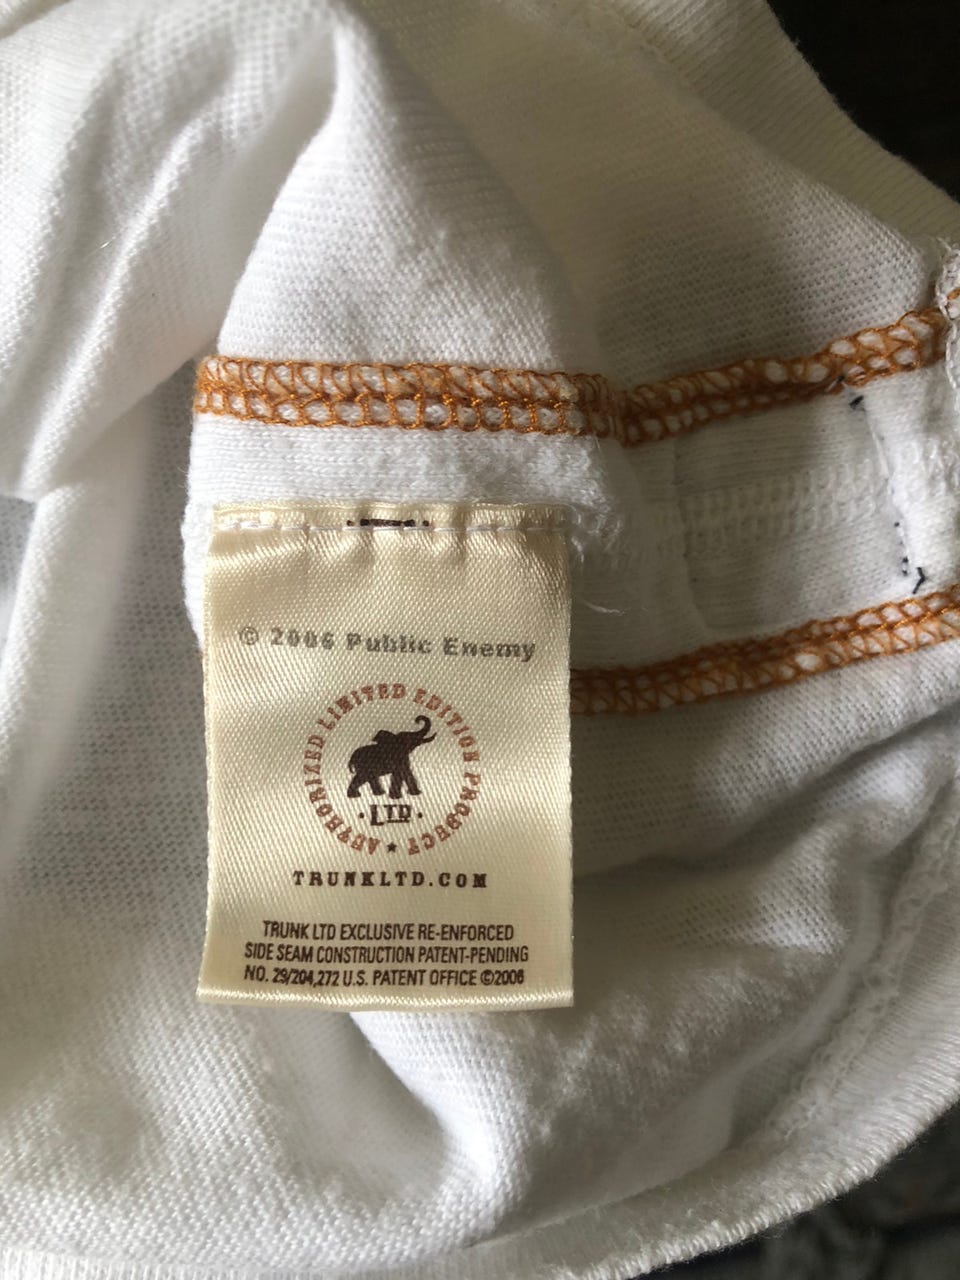 © 2006 Public Enemy
AUTHORIZED LIMITED EDITION PRODUCT ★
·LTD·
TRUNKLTD.COM
TRUNK LTD EXCLUSIVE RE-ENFORCED
SIDE SEAM CONSTRUCTION PATENT-PENDING
NO. 29/204,272 U.S. PATENT OFFICE ©2006